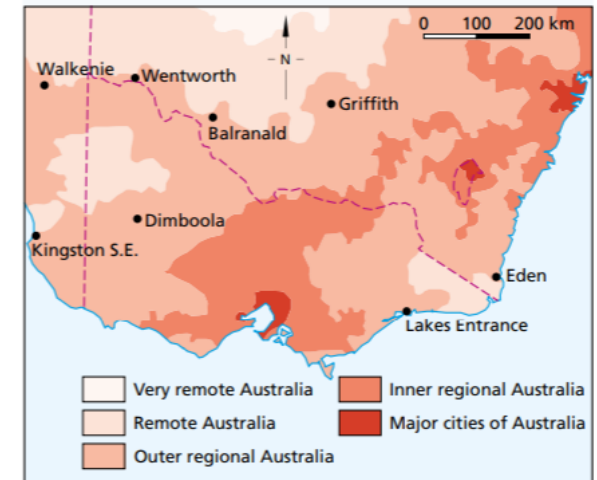 0 100 200 km
N
Walkenie
Wentworth
Griffith
Balranald
Dimboola
Kingston S.E.
Eden
Lakes Entrance
Very remote Australia
Inner regional Australia
Remote Australia
Major cities of Australia
Outer regional Australia